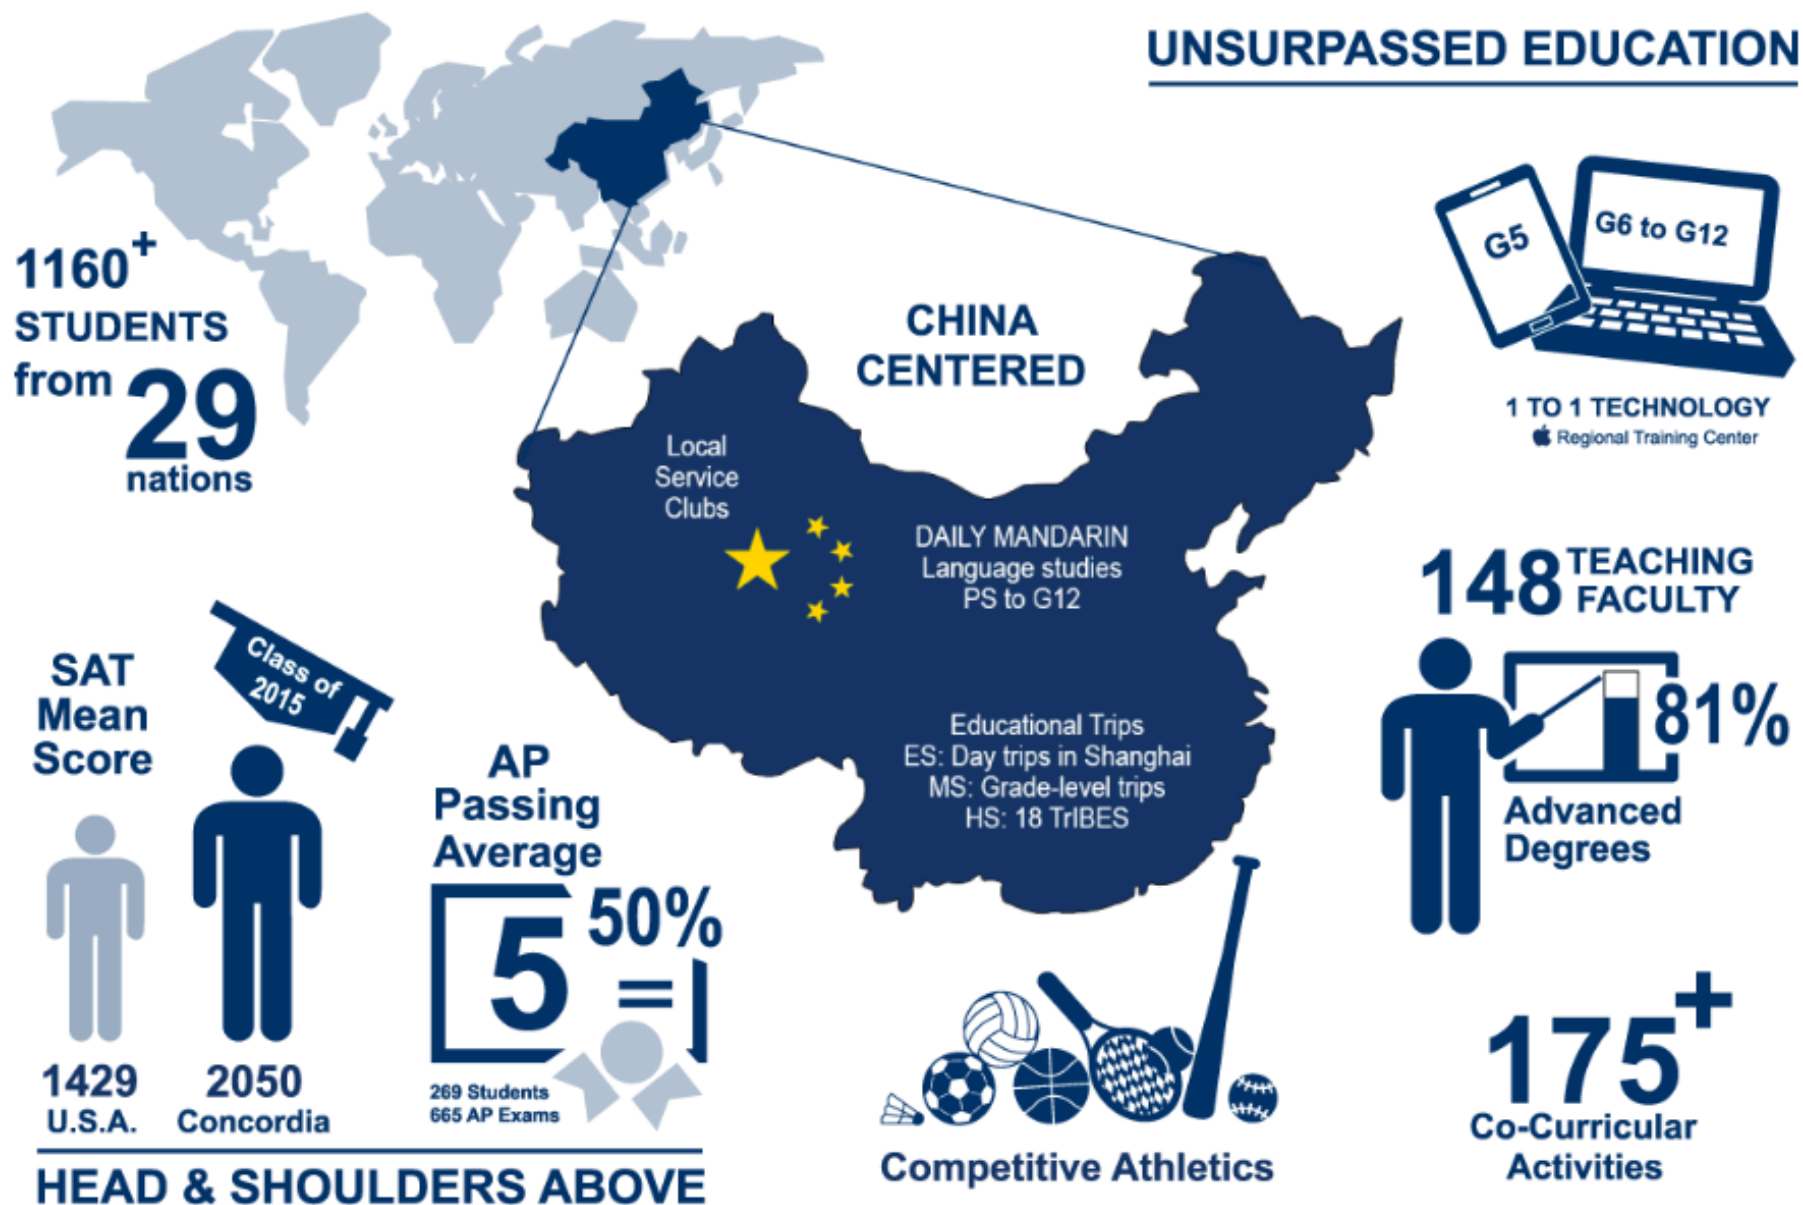 UNSURPASSED EDUCATION
1160+
STUDENTS
from 29
nations
CHINA
CENTERED
Local
Service
Clubs
DAILY MANDARIN
Language studies
PS to G12
Educational Trips
ES: Day trips in Shanghai
MS: Grade-level trips
HS: 18 TrIBES
G5
G6 to G12
1 TO 1 TECHNOLOGY
Regional Training Center
148 TEACHING
FACULTY
81%
Advanced
Degrees
SAT
Mean
Score
Class of
2015
1429
U.S.A.
2050
Concordia
AP
Passing
Average
5
50%
=
269 Students
665 AP Exams
HEAD & SHOULDERS ABOVE
Competitive Athletics
175+
Co-Curricular
Activities